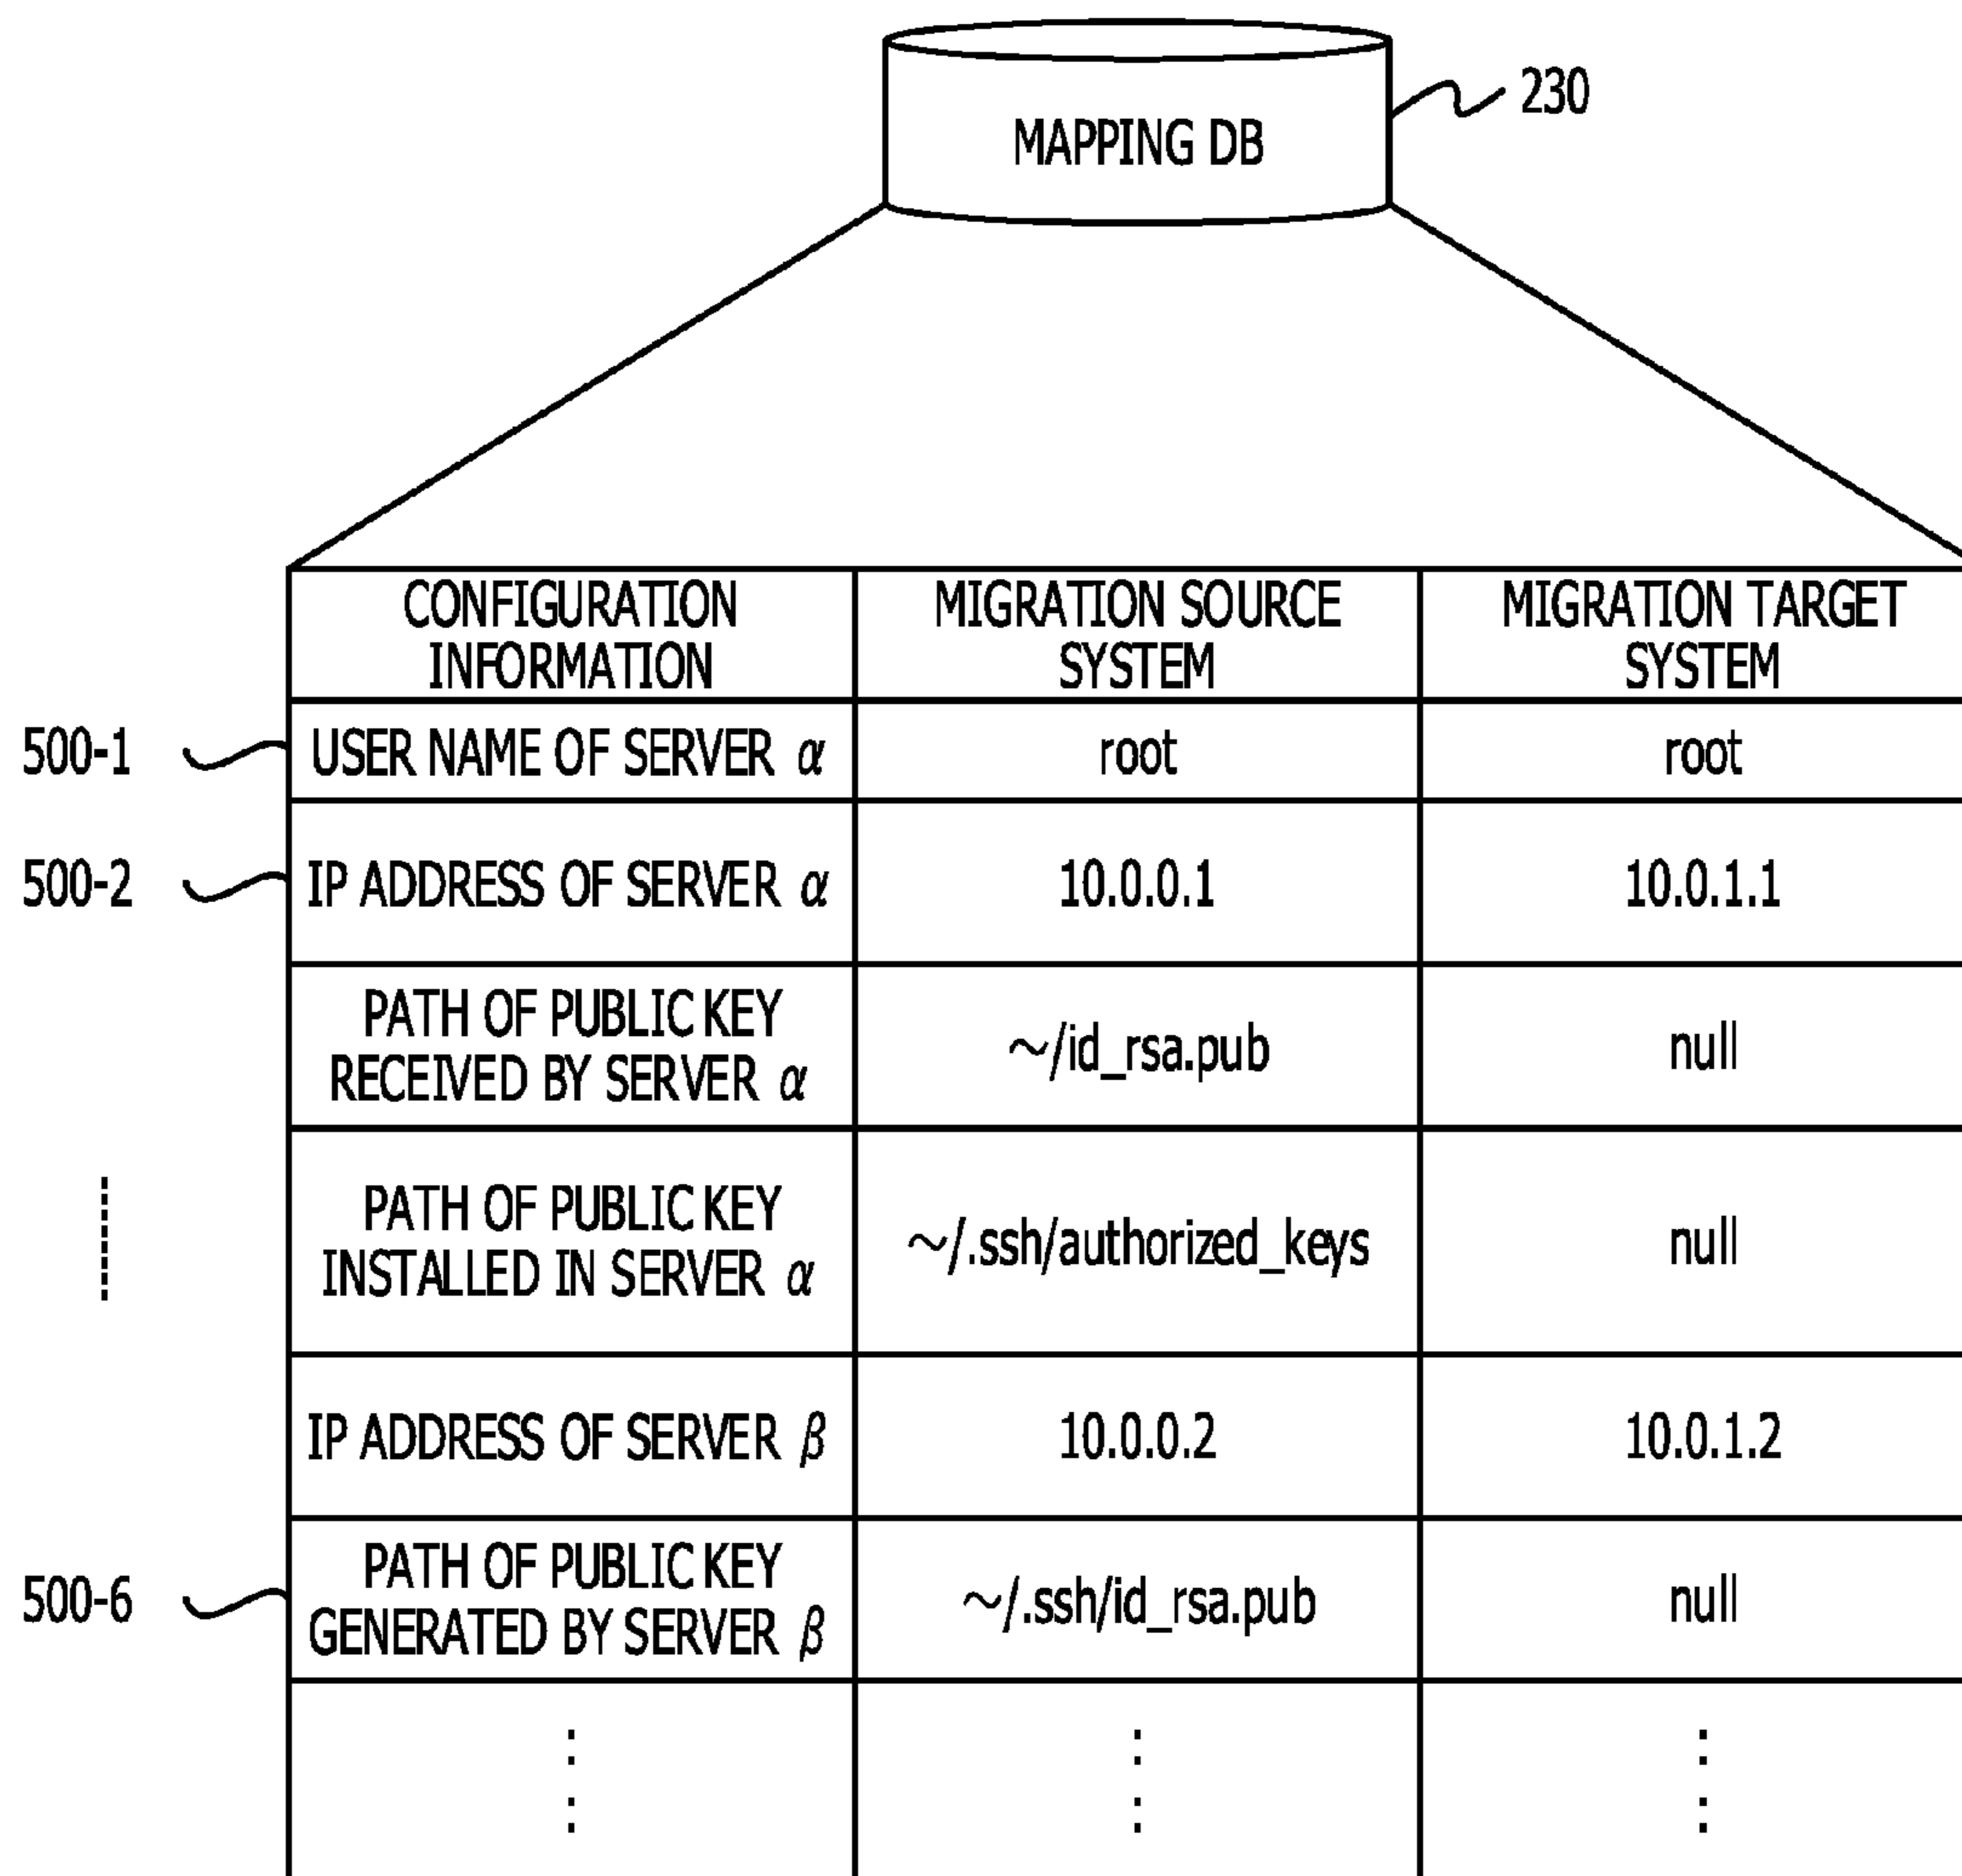 MAPPING DB
230
CONFIGURATION
INFORMATION
MIGRATION SOURCE
SYSTEM
MIGRATION TARGET
SYSTEM
500-1
USER NAME OF SERVER α
root
root
500-2
IP ADDRESS OF SERVER α
10.0.0.1
10.0.1.1
PATH OF PUBLIC KEY
RECEIVED BY SERVER α
~/id_rsa.pub
null
PATH OF PUBLIC KEY
INSTALLED IN SERVER α
~/.ssh/authorized_keys
null
IP ADDRESS OF SERVER β
10.0.0.2
10.0.1.2
500-6
PATH OF PUBLIC KEY
GENERATED BY SERVER β
~/.ssh/id_rsa.pub
null